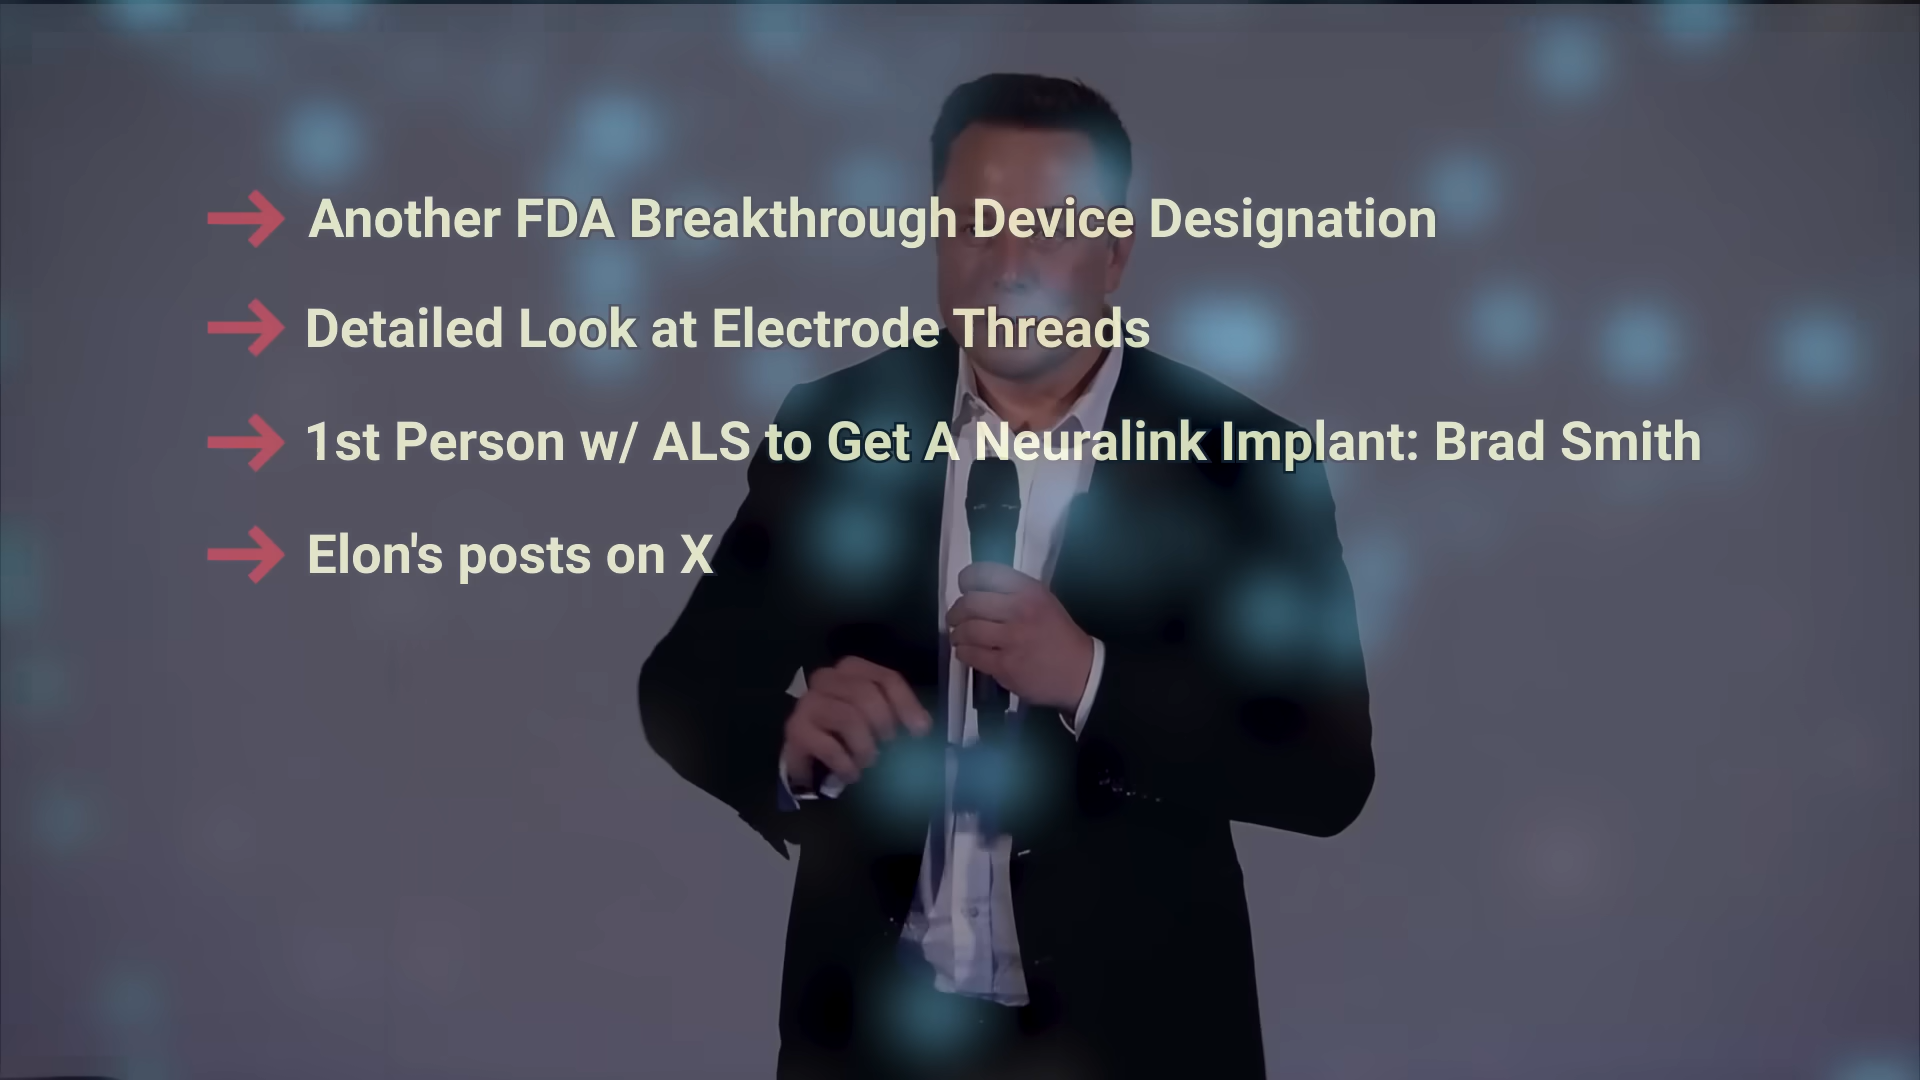 Another FDA Breakthrough Device Designation
Detailed Look at Electrode Threads
1st Person w/ ALS to Get A Neuralink Implant: Brad Smith
Elon's posts on X